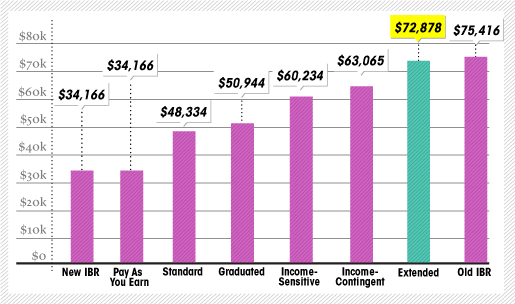 $80k
$70k
$60k
$50k
$40k
$30k
$20k
$10k
$0
$34,166
$34,166
$48,334
$50,944
$60,234
$63,065
$72,878
$75,416
New IBR
Pay As
You Earn
Standard
Graduated
Income-
Sensitive
Income-
Contingent
Extended
Old IBR